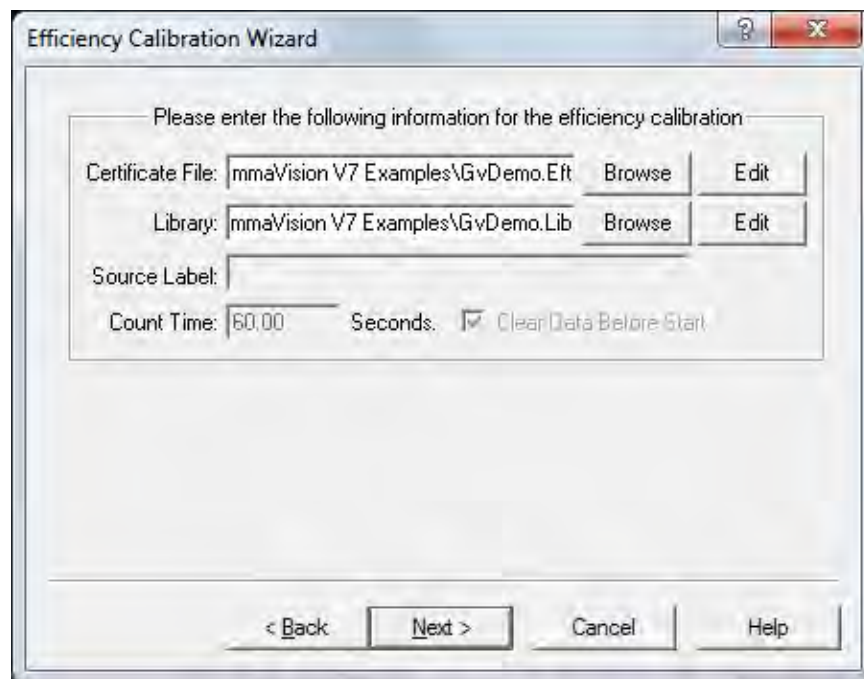 Efficiency Calibration Wizard
Please enter the following information for the efficiency calibration
Certificate File: mmaVision V7 Examples\GvDemo.Eft Browse Edit
Library: mmaVision V7 Examples\GvDemo.Lib Browse Edit
Source Label:
Count Time: 60.00 Seconds. Clear Data Before Start
< Back Next > Cancel Help